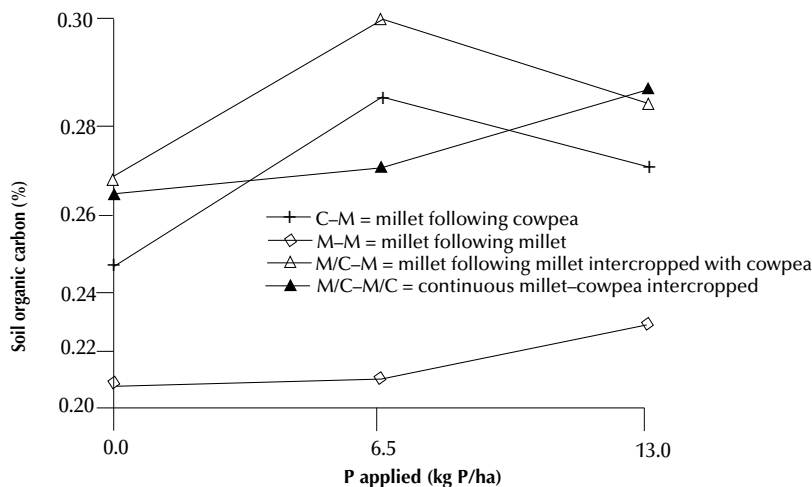 0.30
0.28
0.26
0.24
0.22
0.20
Soil organic carbon (%)
C–M = millet following cowpea
M–M = millet following millet
M/C–M = millet following millet intercropped with cowpea
M/C–M/C = continuous millet–cowpea intercropped
0.0 6.5 13.0
P applied (kg P/ha)